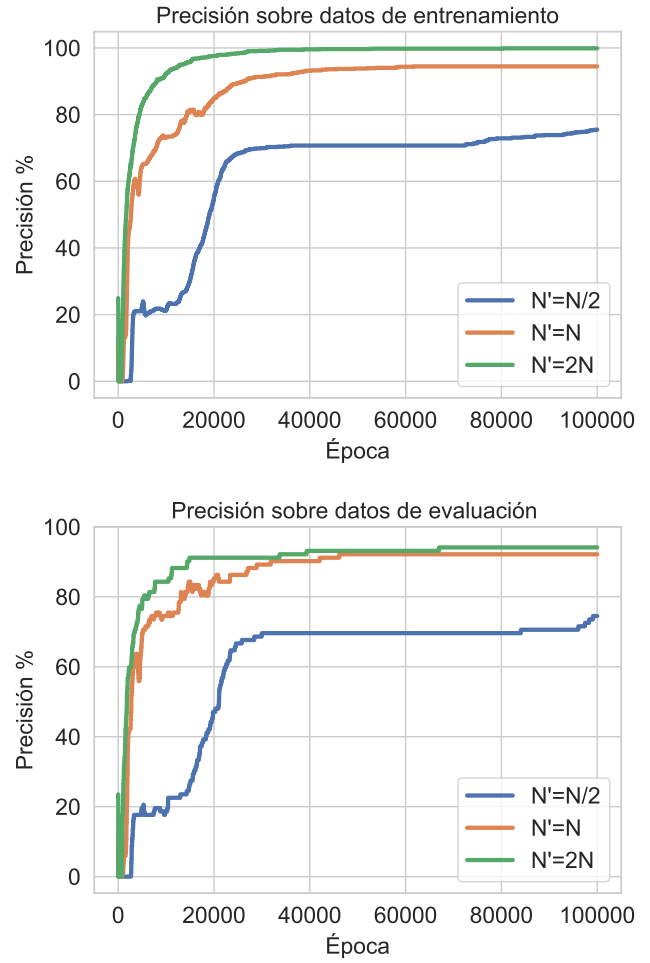 Precisión sobre datos de entrenamiento
100
80
60
40
20
0
Precisión %
N'=N/2
N'=N
N'=2N
0 20000 40000 60000 80000 100000
Época
Precisión sobre datos de evaluación
100
80
60
40
20
0
Precisión %
N'=N/2
N'=N
N'=2N
0 20000 40000 60000 80000 100000
Época